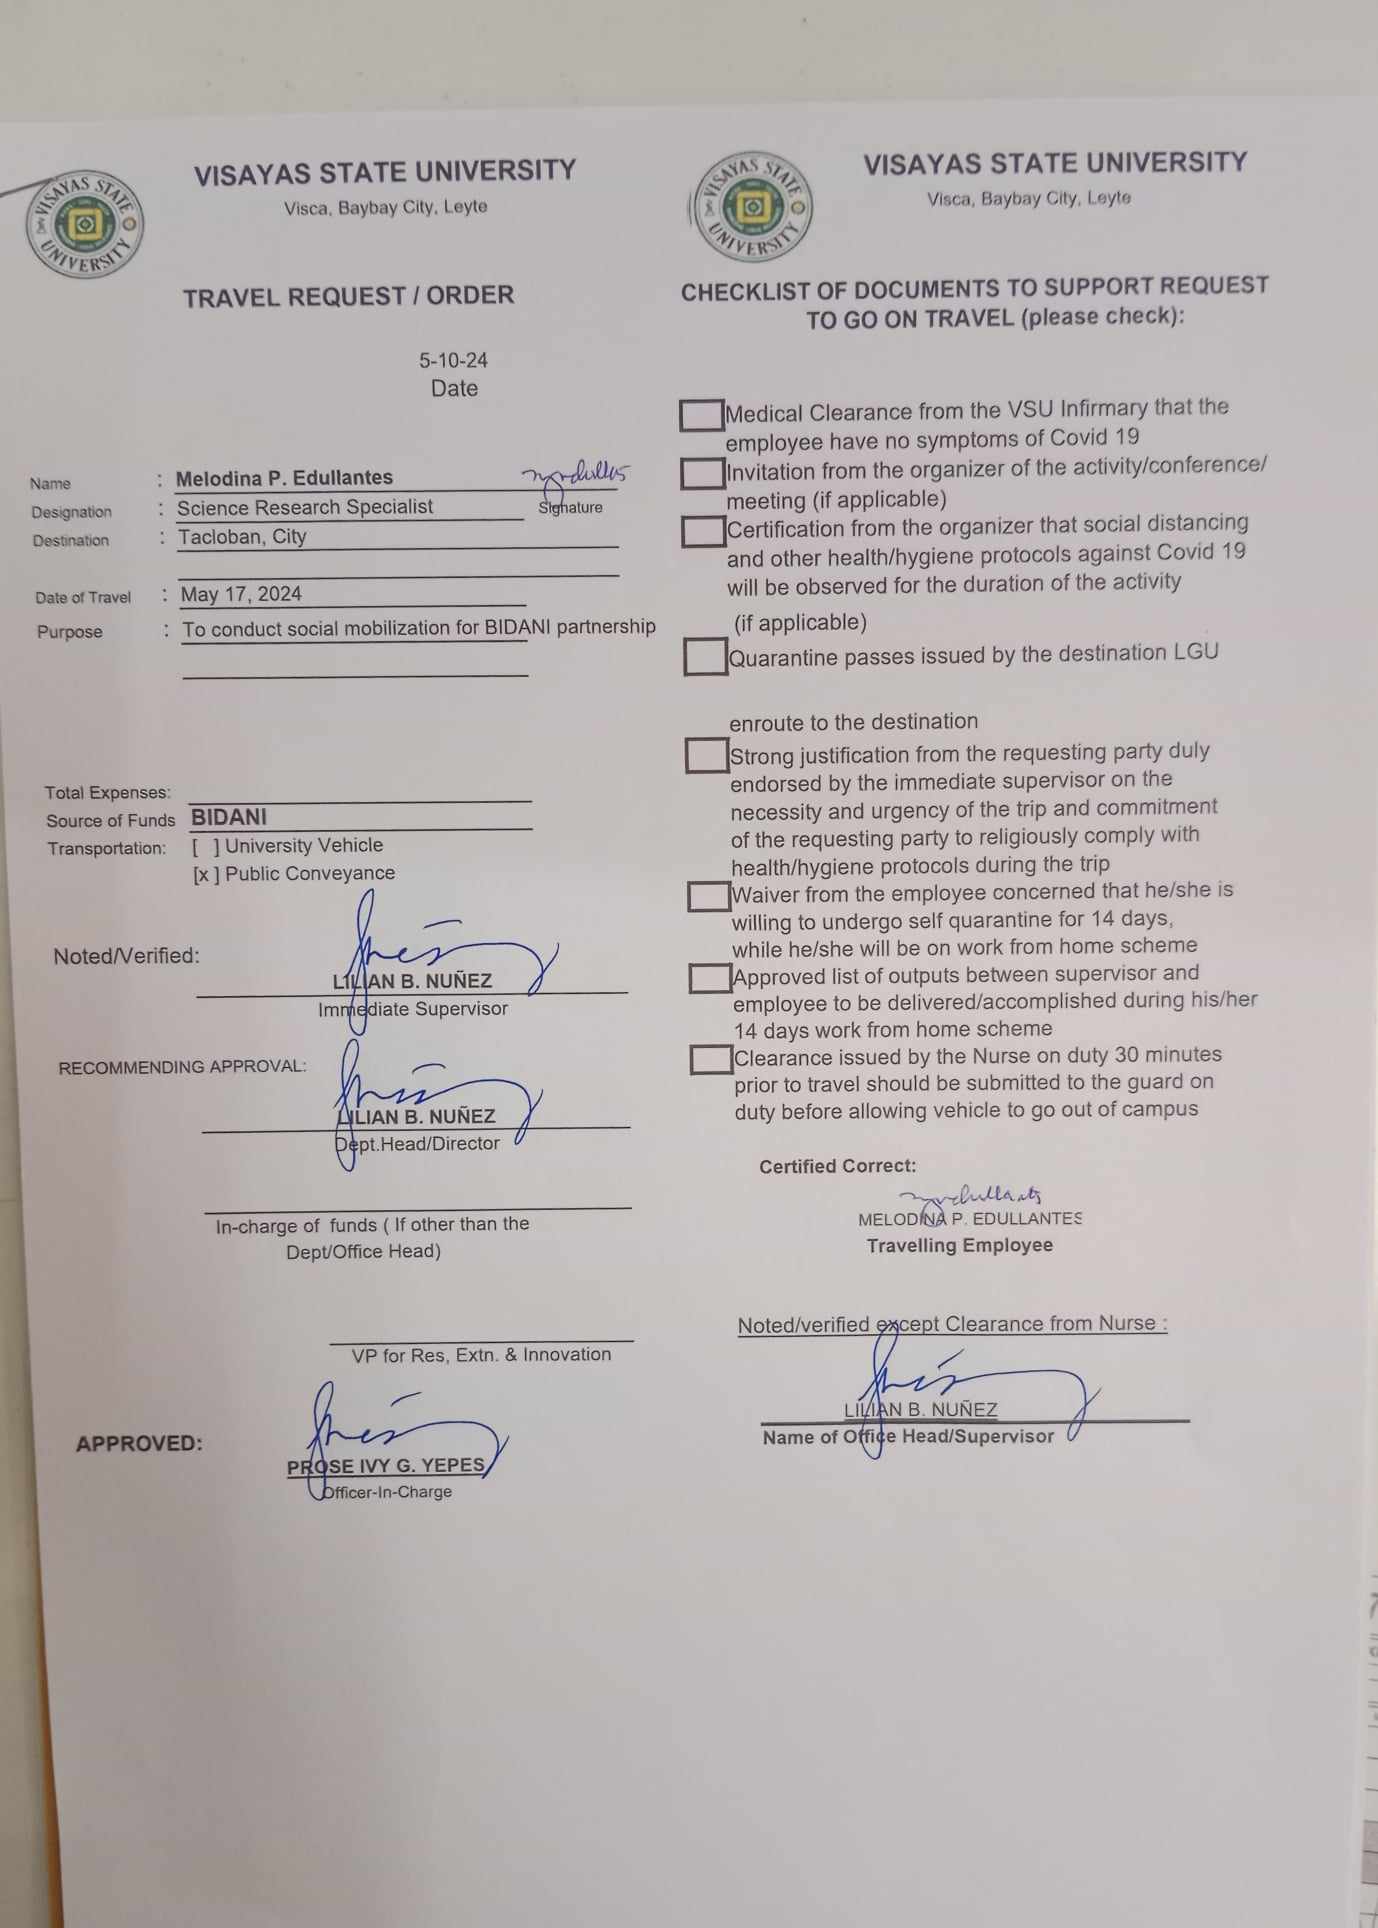 VISAYAS STATE UNIVERSITY
VISAYAS STATE UNIVERSITY
Visca, Baybay City, Leyte
TRAVEL REQUEST / ORDER
5-10-24
Date
Name : Melodina P. Edullantes
Signature
Designation : Science Research Specialist
Destination : Tacloban, City
Date of Travel : May 17, 2024
Purpose : To conduct social mobilization for BIDANI partnership
Total Expenses:
Source of Funds BIDANI
Transportation: [ ] University Vehicle
[x ] Public Conveyance
Noted/Verified:
LILIAN B. NUÑEZ
Immediate Supervisor
RECOMMENDING APPROVAL:
LILIAN B. NUÑEZ
Dept.Head/Director
In-charge of funds ( If other than the
Dept/Office Head)
VP for Res, Extn. & Innovation
APPROVED:
PROSE IVY G. YEPES
Officer-In-Charge
VISAYAS STATE UNIVERSITY
VISAYAS STATE UNIVERSITY
Visca, Baybay City, Leyte
CHECKLIST OF DOCUMENTS TO SUPPORT REQUEST
TO GO ON TRAVEL (please check):
Medical Clearance from the VSU Infirmary that the
employee have no symptoms of Covid 19
Invitation from the organizer of the activity/conference/
meeting (if applicable)
Certification from the organizer that social distancing
and other health/hygiene protocols against Covid 19
will be observed for the duration of the activity
(if applicable)
Quarantine passes issued by the destination LGU
enroute to the destination
Strong justification from the requesting party duly
endorsed by the immediate supervisor on the
necessity and urgency of the trip and commitment
of the requesting party to religiously comply with
health/hygiene protocols during the trip
Waiver from the employee concerned that he/she is
willing to undergo self quarantine for 14 days,
while he/she will be on work from home scheme
Approved list of outputs between supervisor and
employee to be delivered/accomplished during his/her
14 days work from home scheme
Clearance issued by the Nurse on duty 30 minutes
prior to travel should be submitted to the guard on
duty before allowing vehicle to go out of campus
Certified Correct:
MELODINA P. EDULLANTES
Travelling Employee
Noted/verified except Clearance from Nurse :
LILIAN B. NUÑEZ
Name of Office Head/Supervisor